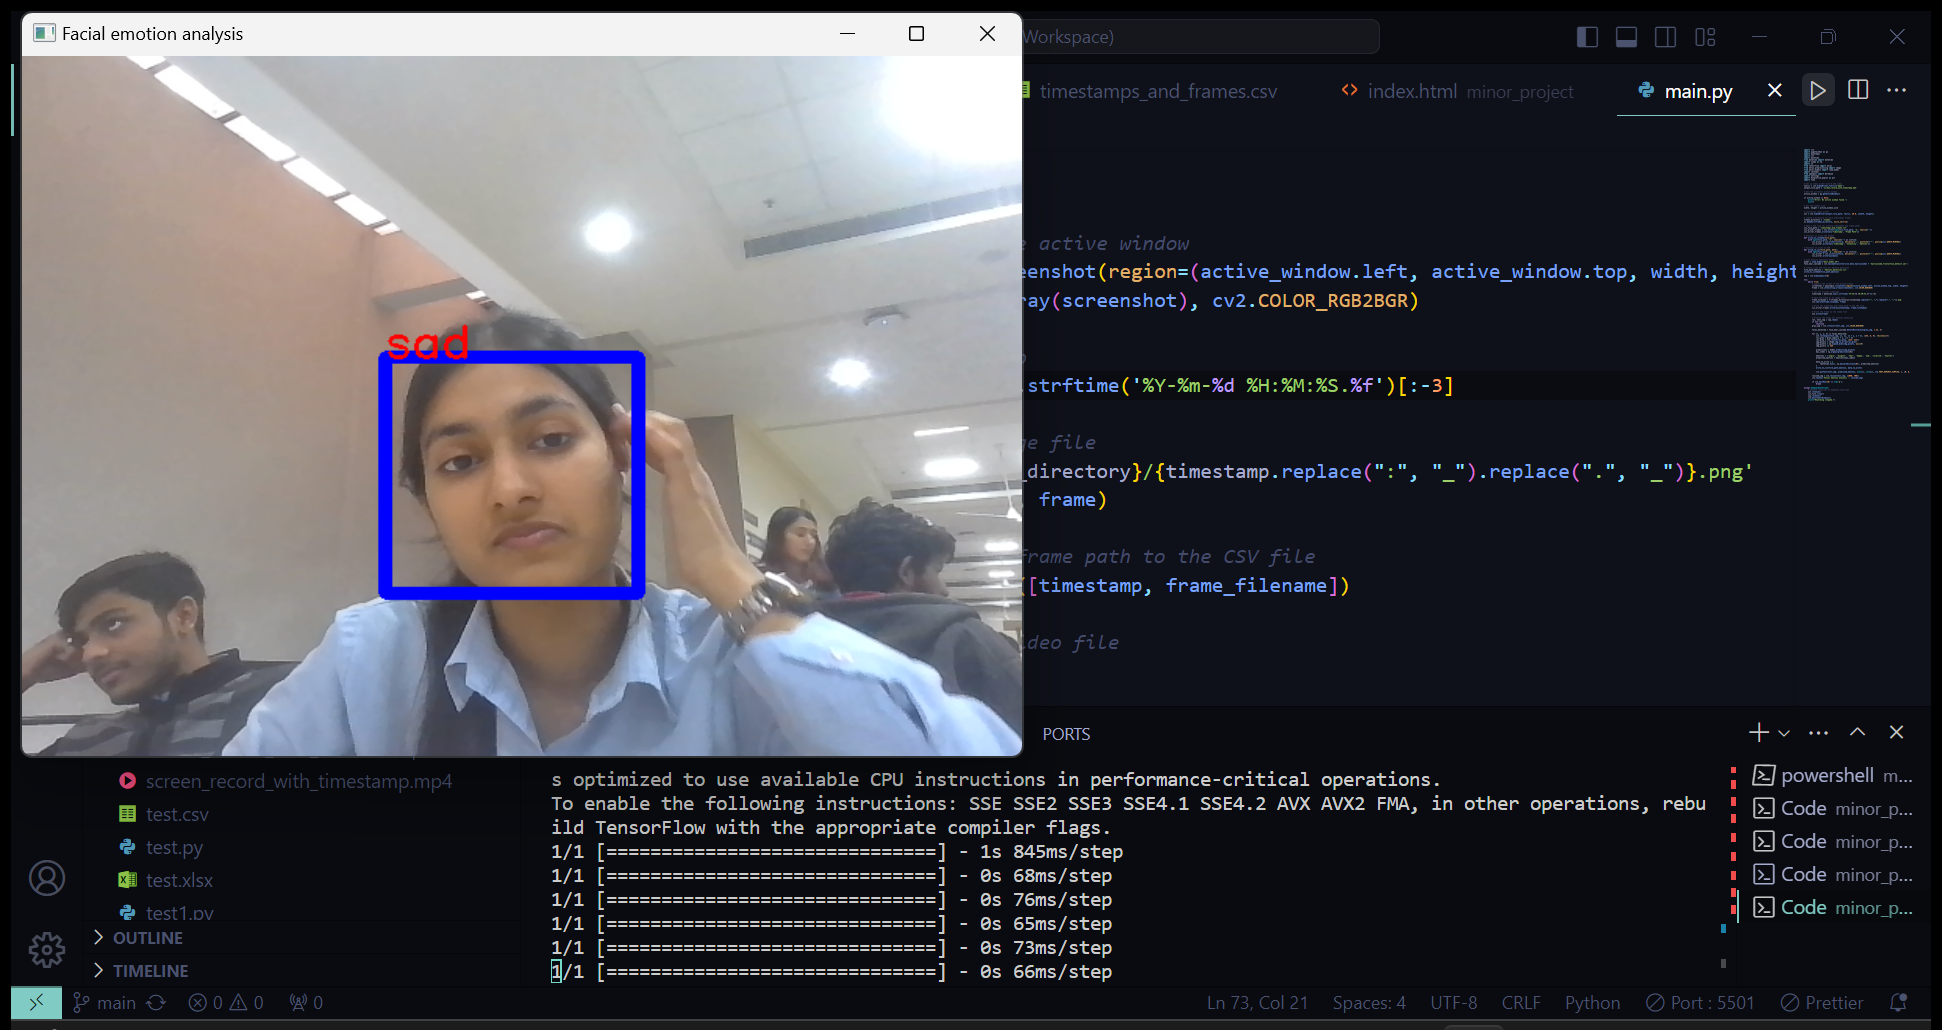 Facial emotion analysis
Workspace)
timestamps_and_frames.csv
index.html minor_project
main.py
sad
e active window
eenshot(region=(active_window.left, active_window.top, width, height
ray(screenshot), cv2.COLOR_RGB2BGR)
.strftime('%Y-%m-%d %H:%M:%S.%f')[:-3]
ge file
_directory}/{timestamp.replace(":", "_").replace(".", "_")}.png'
frame)
frame path to the CSV file
([timestamp, frame_filename])
ideo file
PORTS
screen_record_with_timestamp.mp4
test.csv
test.py
test.xlsx
test1.py
OUTLINE
TIMELINE
s optimized to use available CPU instructions in performance-critical operations.
To enable the following instructions: SSE SSE2 SSE3 SSE4.1 SSE4.2 AVX AVX2 FMA, in other operations, rebu
ild TensorFlow with the appropriate compiler flags.
1/1 [==============================] - 1s 845ms/step
1/1 [==============================] - 0s 68ms/step
1/1 [==============================] - 0s 76ms/step
1/1 [==============================] - 0s 65ms/step
1/1 [==============================] - 0s 73ms/step
1/1 [==============================] - 0s 66ms/step
powershell m...
Code minor_p...
Code minor_p...
Code minor_p...
Code minor_p...
main
0
0
0
Ln 73, Col 21
Spaces: 4
UTF-8
CRLF
Python
Port : 5501
Prettier